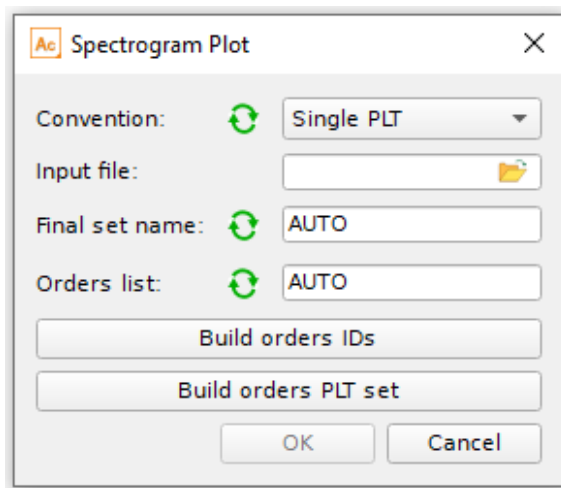 Ac Spectrogram Plot
Convention: Single PLT
Input file:
Final set name: AUTO
Orders list: AUTO
Build orders IDs
Build orders PLT set
OK Cancel